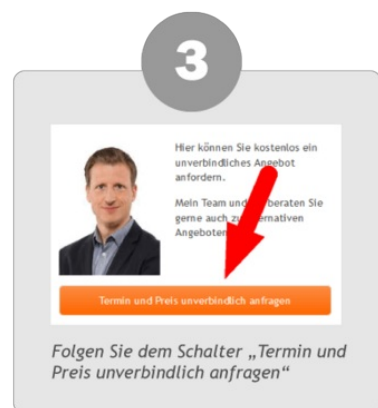 3
Hier können Sie kostenlos ein
unverbindliches Angebot
anfordern.
Mein Team und beraten Sie
gerne auch zu ernativen
Angeboten
Termin und Preis unverbindlich anfragen
Folgen Sie dem Schalter „Termin und
Preis unverbindlich anfragen“